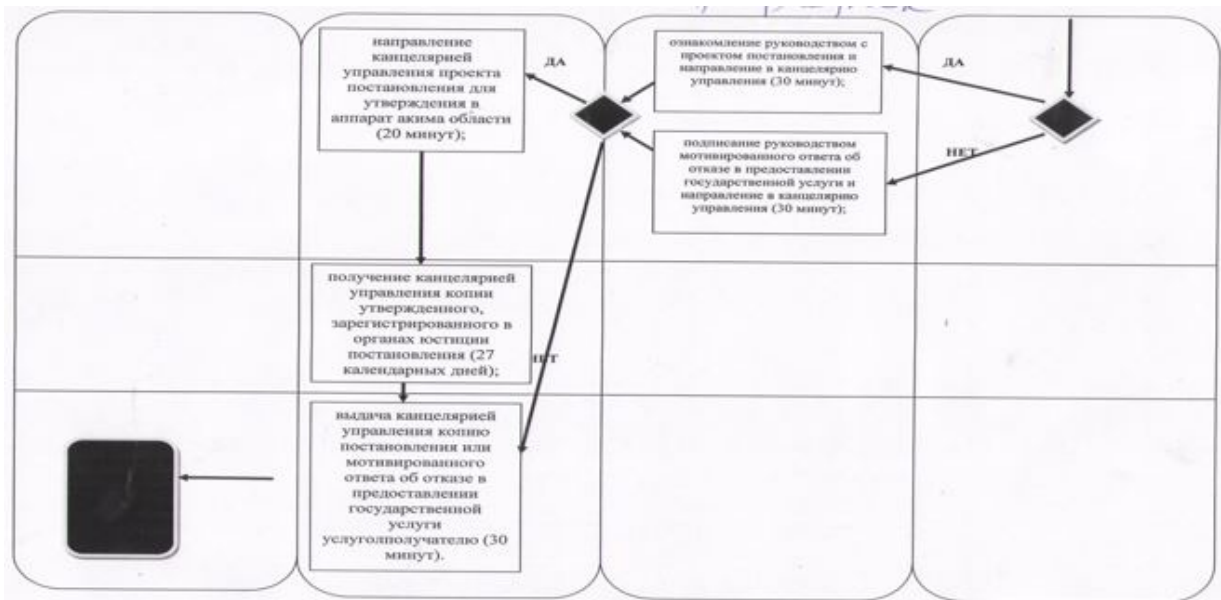 направление
канцелярией
управления проекта
постановления для
утверждения в
аппарат акима области
(20 минут);
ДА
ознакомление руководством с
проектом постановления и
направление в канцелярию
управления (30 минут);
ДА
подписание руководством
мотивированного ответа об
отказе в предоставлении
государственной услуги и
направление в канцелярию
управления (30 минут);
НЕТ
получение канцелярией
управления копии
утвержденного,
зарегистрированного в
органах юстиции
постановления (27
календарных дней);
НЕТ
выдача канцелярией
управления копию
постановления или
мотивированного
ответа об отказе в
предоставлении
государственной
услуги
услуголполучателю (30
минут).